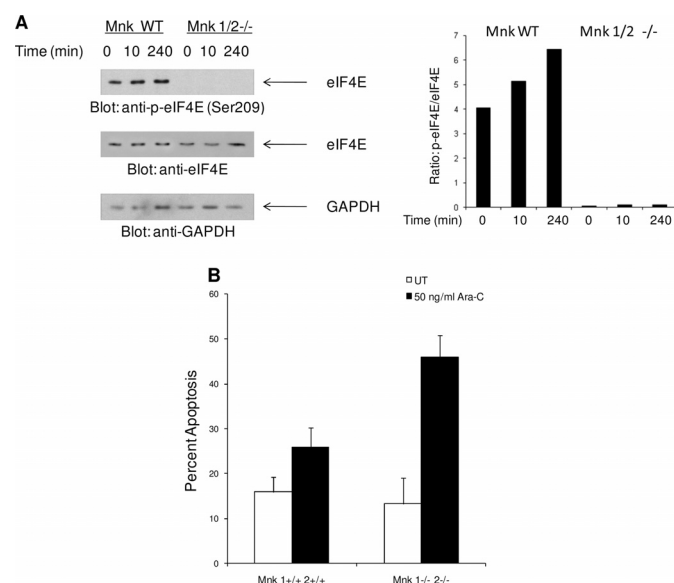 A
Mnk WT Mnk 1/2-/-
Time (min) 0 10 240 0 10 240
eIF4E
Blot: anti-p-eIF4E (Ser209)
eIF4E
Blot: anti-eIF4E
GAPDH
Blot: anti-GAPDH
Mnk WT Mnk 1/2 -/-
Ratio: p-eIF4E/eIF4E
7
6
5
4
3
2
1
0
Time (min) 0 10 240 0 10 240
B
UT
50 ng/ml Ara-C
Percent Apoptosis
60
50
40
30
20
10
0
Mnk 1+/+ 2+/+ Mnk 1-/- 2-/-